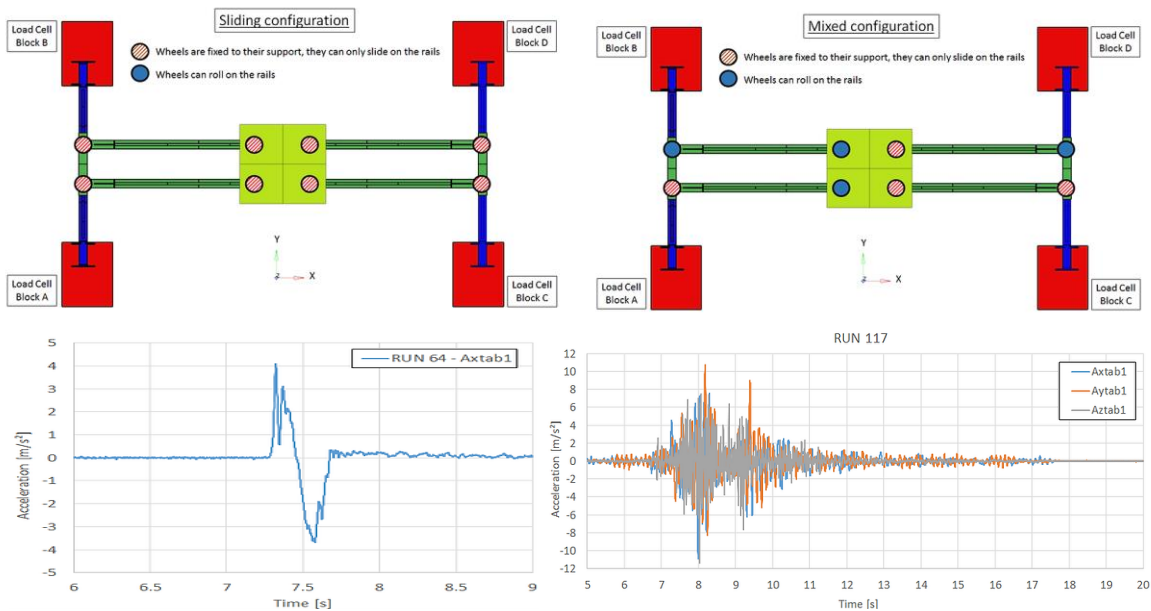 Sliding configuration
Load Cell
Block B
Load Cell
Block D
Wheels are fixed to their support, they can only slide on the rails
Wheels can roll on the rails
Y
Z
X
Load Cell
Block A
Load Cell
Block C
Mixed configuration
Load Cell
Block B
Load Cell
Block D
Wheels are fixed to their support, they can only slide on the rails
Wheels can roll on the rails
Y
Z
X
Load Cell
Block A
Load Cell
Block C
RUN 64 - Axtab1
Acceleration [m/s²]
5
4
3
2
1
0
-1
-2
-3
-4
-5
6 6.5 7 7.5 8 8.5 9
Time [s]
RUN 117
Axtab1
Aytab1
Aztab1
Acceleration [m/s²]
12
10
8
6
4
2
0
-2
-4
-6
-8
-10
-12
5 6 7 8 9 10 11 12 13 14 15 16 17 18 19 20
Time [s]